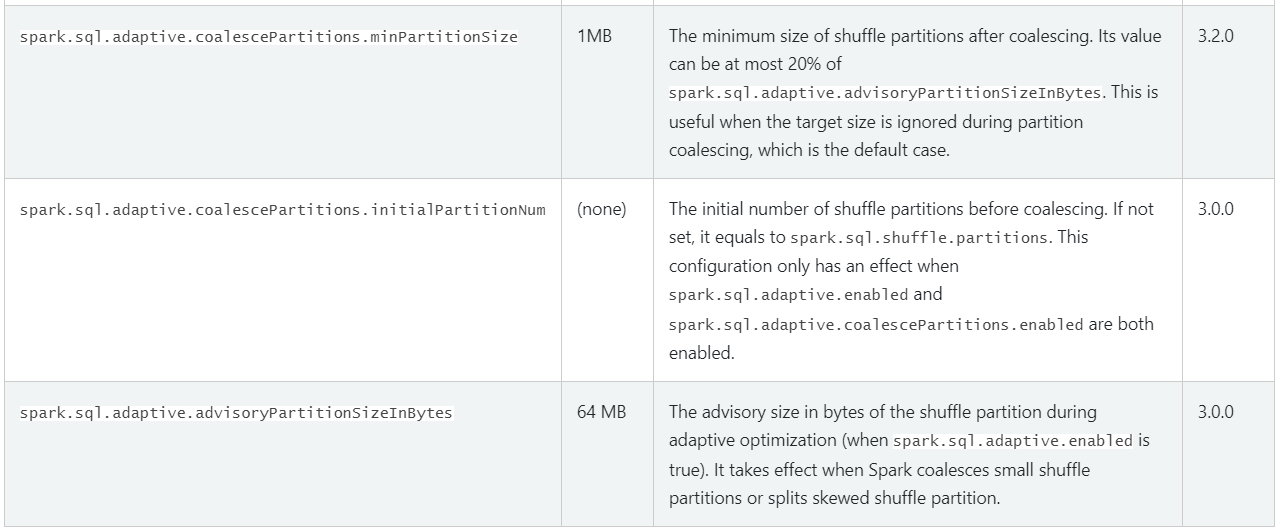 spark.sql.adaptive.coalescePartitions.minPartitionSize 1MB The minimum size of shuffle partitions after coalescing. Its value 3.2.0
can be at most 20% of
spark.sql.adaptive.advisoryPartitionSizeInBytes. This is
useful when the target size is ignored during partition
coalescing, which is the default case.
spark.sql.adaptive.coalescePartitions.initialPartitionNum (none) The initial number of shuffle partitions before coalescing. If not 3.0.0
set, it equals to spark.sql.shuffle.partitions. This
configuration only has an effect when
spark.sql.adaptive.enabled and
spark.sql.adaptive.coalescePartitions.enabled are both
enabled.
spark.sql.adaptive.advisoryPartitionSizeInBytes 64 MB The advisory size in bytes of the shuffle partition during 3.0.0
adaptive optimization (when spark.sql.adaptive.enabled is
true). It takes effect when Spark coalesces small shuffle
partitions or splits skewed shuffle partition.